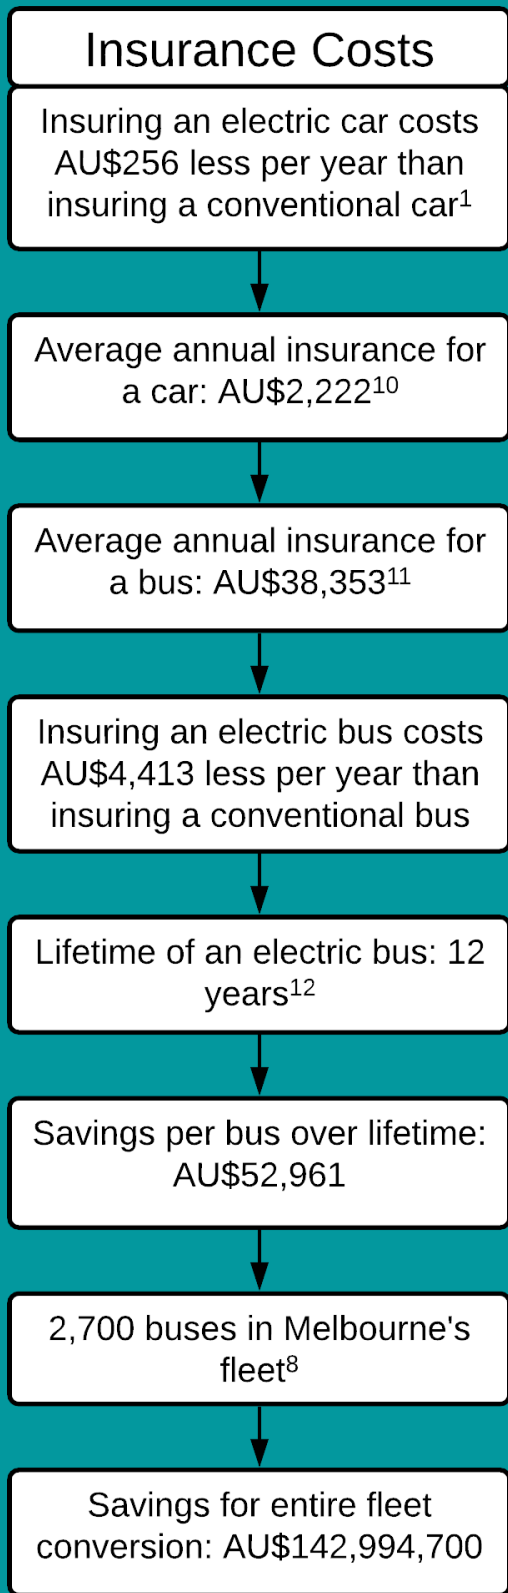 Insurance Costs
Insuring an electric car costs
AU$256 less per year than
insuring a conventional car¹
Average annual insurance for
a car: AU$2,222¹⁰
Average annual insurance for
a bus: AU$38,353¹¹
Insuring an electric bus costs
AU$4,413 less per year than
insuring a conventional bus
Lifetime of an electric bus: 12
years¹²
Savings per bus over lifetime:
AU$52,961
2,700 buses in Melbourne's
fleet⁸
Savings for entire fleet
conversion: AU$142,994,700